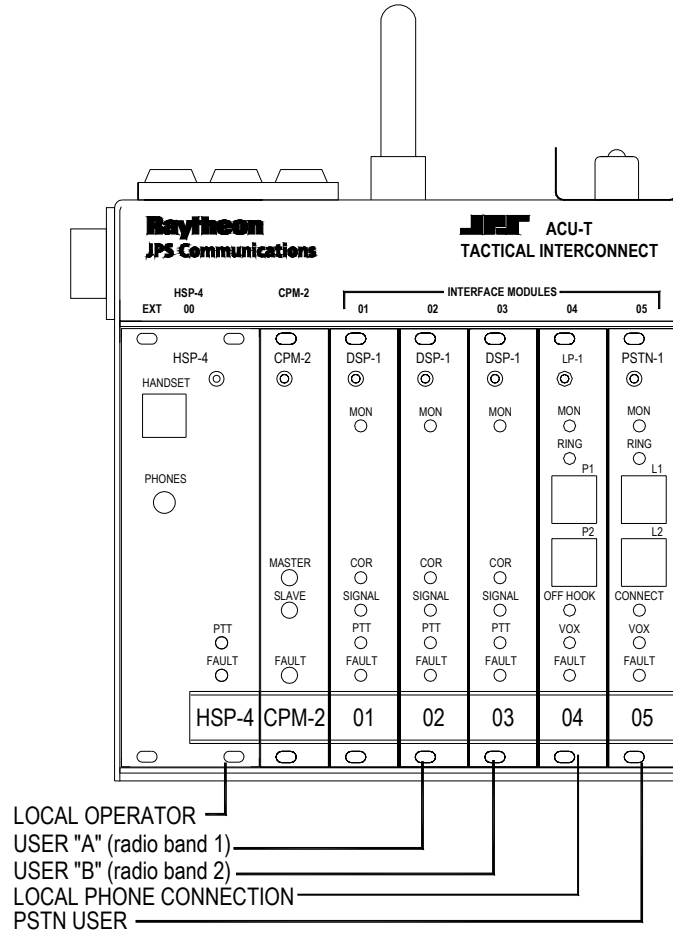 Raytheon JPS ACU-T
JPS Communications TACTICAL INTERCONNECT
HSP-4 CPM-2 INTERFACE MODULES
EXT 00 01 02 03 04 05
HSP-4 CPM-2 DSP-1 DSP-1 DSP-1 LP-1 PSTN-1
HANDSET
MON MON MON MON MON
RING RING
P1 L1
PHONES
P2 L2
MASTER COR COR COR
SLAVE SIGNAL SIGNAL SIGNAL OFF HOOK CONNECT
PTT PTT PTT PTT VOX VOX
FAULT FAULT FAULT FAULT FAULT FAULT FAULT
HSP-4 CPM-2 01 02 03 04 05
LOCAL OPERATOR
USER "A" (radio band 1)
USER "B" (radio band 2)
LOCAL PHONE CONNECTION
PSTN USER